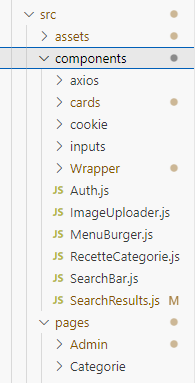 src
assets
components
axios
cards
cookie
inputs
Wrapper
JS Auth.js
JS ImageUploader.js
JS MenuBurger.js
JS RecetteCategorie.js
JS SearchBar.js
JS SearchResults.js M
pages
Admin
Categorie